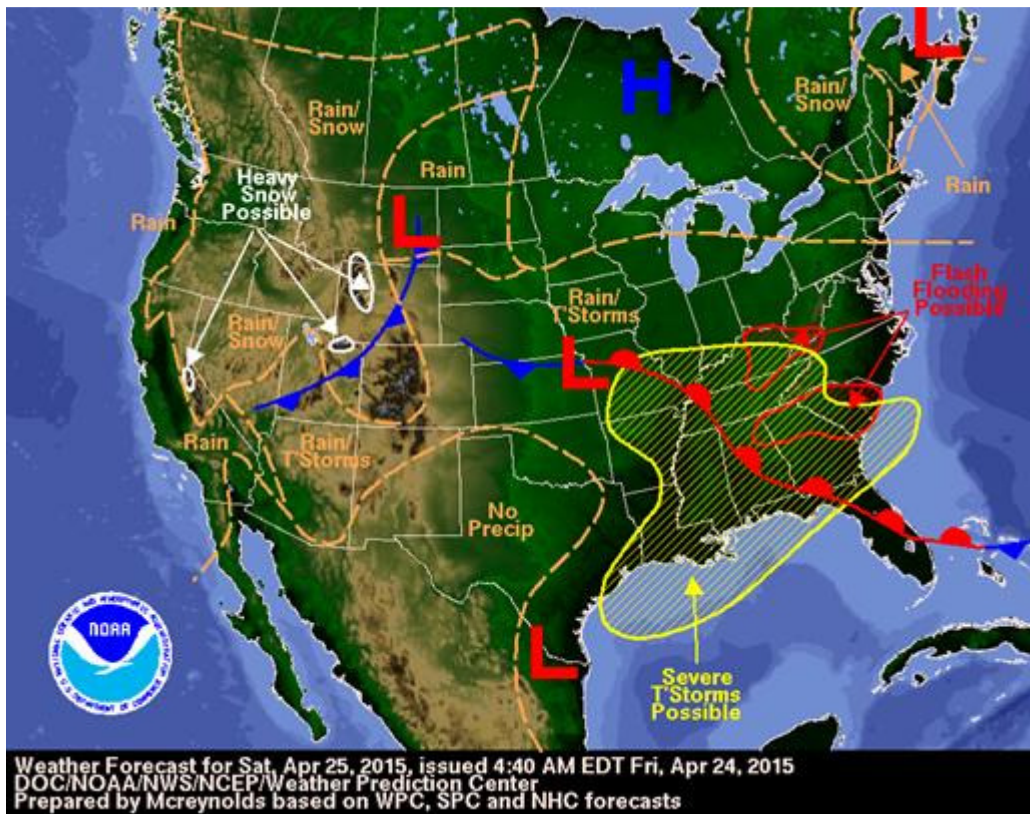 L
H
Rain/
Snow
Rain/
Snow
Rain
Rain
Heavy
Snow
Possible
Rain
L
Rain/
T'Storms
Flash
Flooding
Possible
Rain/
Snow
L
Rain
Rain/
T'Storms
No
Precip
L
NOAA
Severe
T'Storms
Possible
Weather Forecast for Sat, Apr 25, 2015, issued 4:40 AM EDT Fri, Apr 24, 2015
DOC/NOAA/NWS/NCEP/Weather Prediction Center
Prepared by Mcreynolds based on WPC, SPC and NHC forecasts